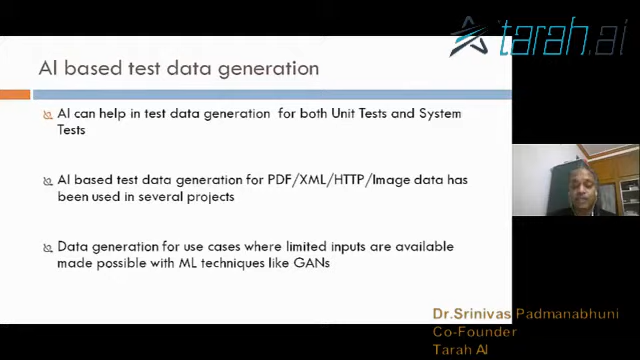 tarah.ai
AI based test data generation
AI can help in test data generation for both Unit Tests and System
Tests
AI based test data generation for PDF/XML/HTTP/Image data has
been used in several projects
Data generation for use cases where limited inputs are available
made possible with ML techniques like GANs
Dr.Srinivas Padmanabhuni
Co-Founder
Tarah AI